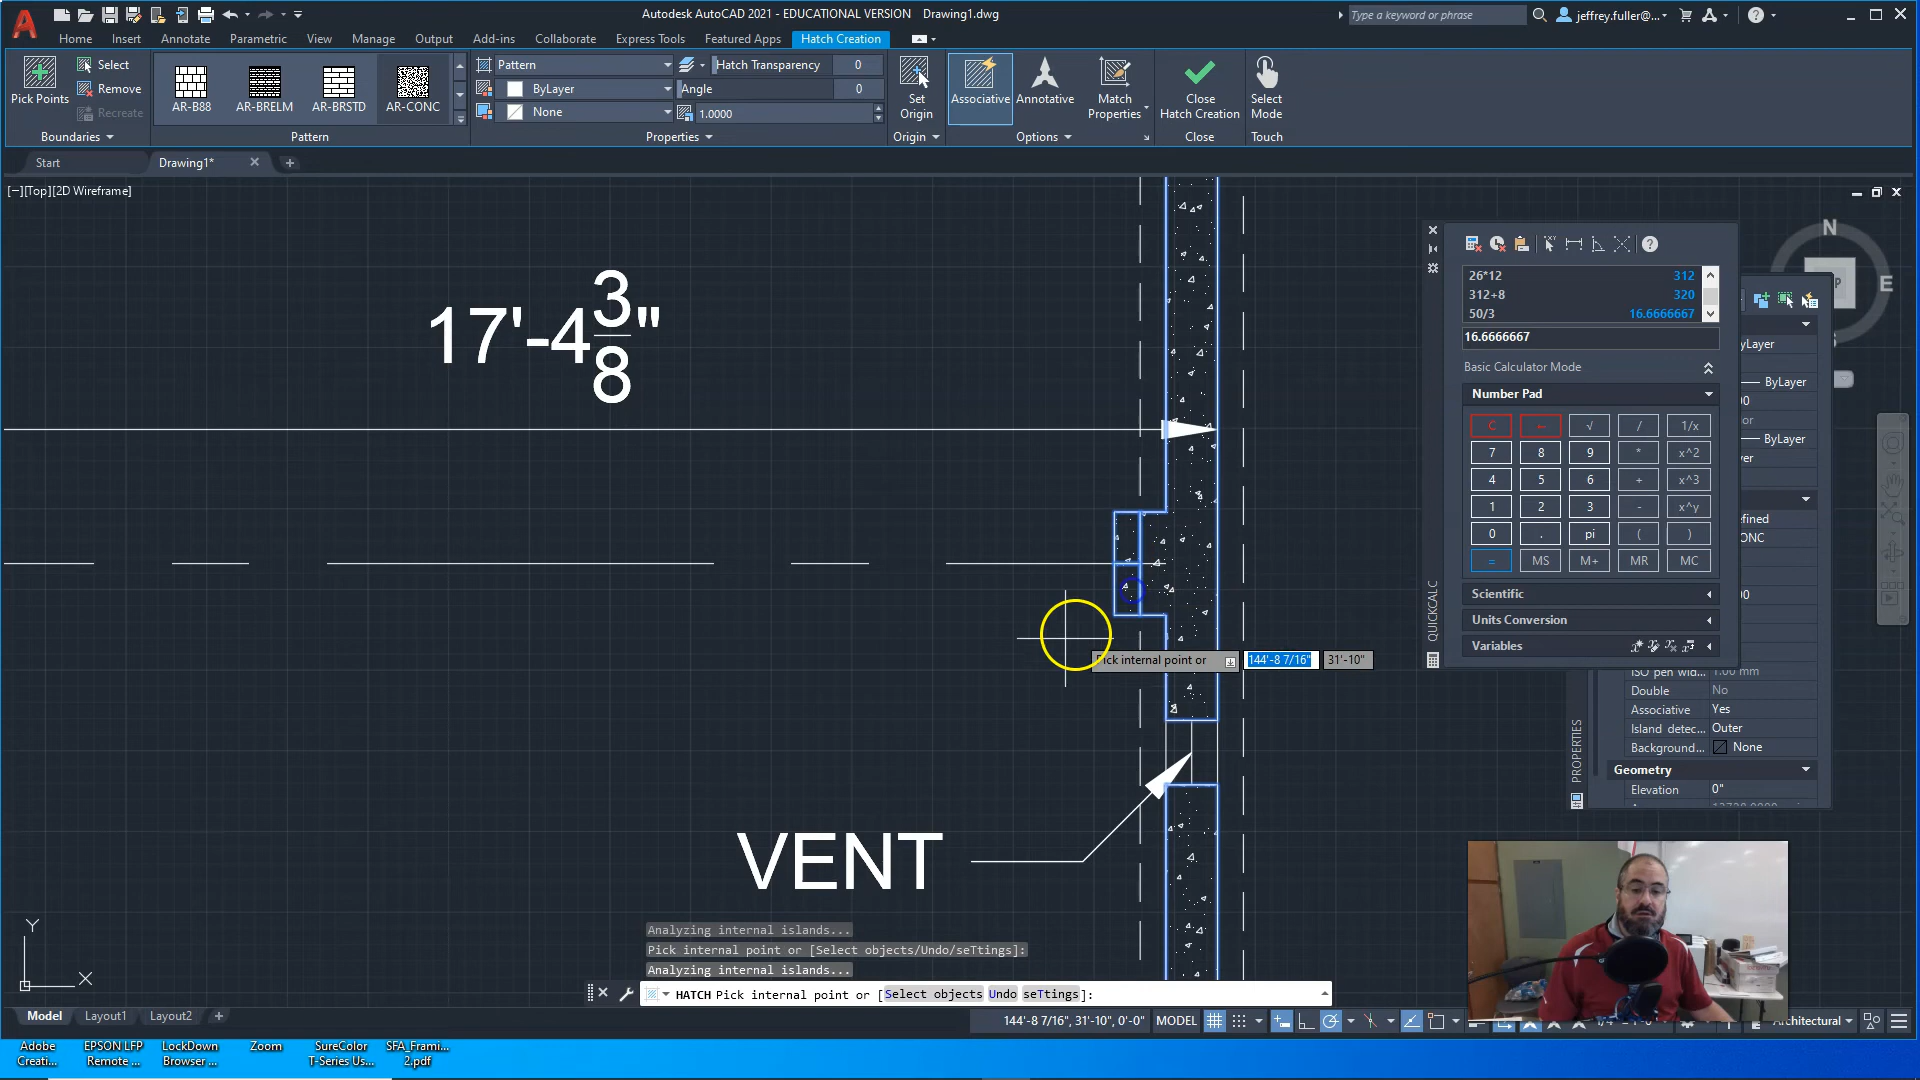 Autodesk AutoCAD 2021 - EDUCATIONAL VERSION Drawing1.dwg
Type a keyword or phrase
jeffrey.fuller@...
Home Insert Annotate Parametric View Manage Output Add-ins Collaborate Express Tools Featured Apps Hatch Creation
Pick Points
Select
Remove
Recreate
Boundaries
AR-B88 AR-BRELM AR-BRSTD AR-CONC
Pattern
Pattern
ByLayer
None
Hatch Transparency 0
Angle 0
1.0000
Properties
Set Origin
Origin
Associative Annotative Match Properties
Options
Close Hatch Creation
Close
Select Mode
Touch
Start Drawing1*
[−][Top][2D Wireframe]
17'-4 3/8"
VENT
Pick internal point or 144'-8 7/16" 31'-10"
N
E
26*12 312
312+8 320
50/3 16.6666667
16.6666667
Basic Calculator Mode
Number Pad
C ← √ / 1/x
7 8 9 * x^2
4 5 6 + x^3
1 2 3 - x^y
0 . pi ( )
= MS M+ MR MC
Scientific
Units Conversion
Variables
QUICKCALC
ByLayer
ByLayer
ISO pen wid... 1.00 mm
Double No
Associative Yes
Island detec... Outer
Background... None
Geometry
Elevation 0"
PROPERTIES
Y
X
Analyzing internal islands...
Pick internal point or [Select objects/Undo/seTtings]:
Analyzing internal islands...
HATCH Pick internal point or [Select objects Undo seTtings]:
Model Layout1 Layout2
144'-8 7/16", 31'-10", 0'-0" MODEL
Architectural
Adobe Creati...
EPSON LFP Remote ...
LockDown Browser ...
Zoom
SureColor T-Series Us...
SFA_Frami... 2.pdf